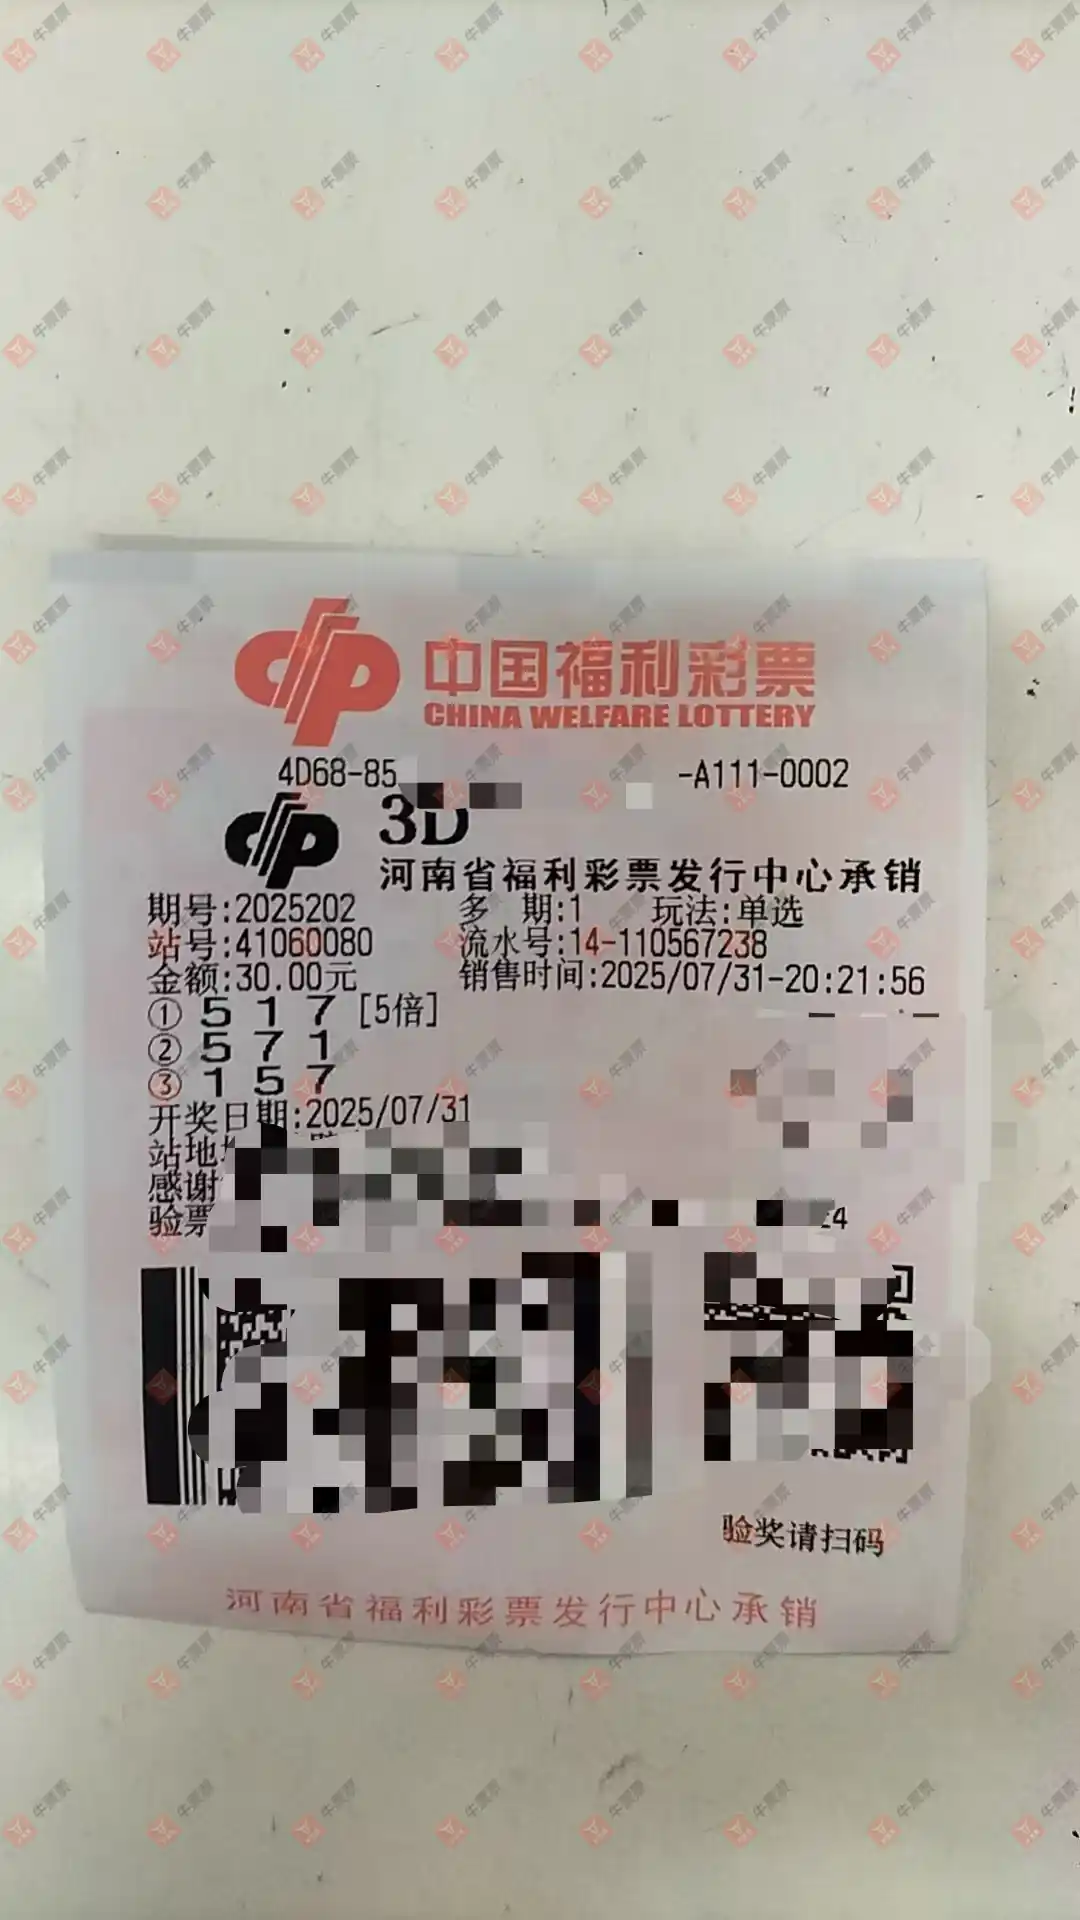 中国福利彩票
CHINA WELFARE LOTTERY
4D68-85 -A111-0002
3D
河南省福利彩票发行中心承销
期号:2025202 多 期:1 玩法:单选
站号:41060080 流水号:14-110567238
金额:30.00元 销售时间:2025/07/31-20:21:56
① 5 1 7 [5倍]
② 5 7 1
③ 1 5 7
开奖日期:2025/07/31
站地
感谢
验票 24
验奖请扫码
河南省福利彩票发行中心承销
牛票票